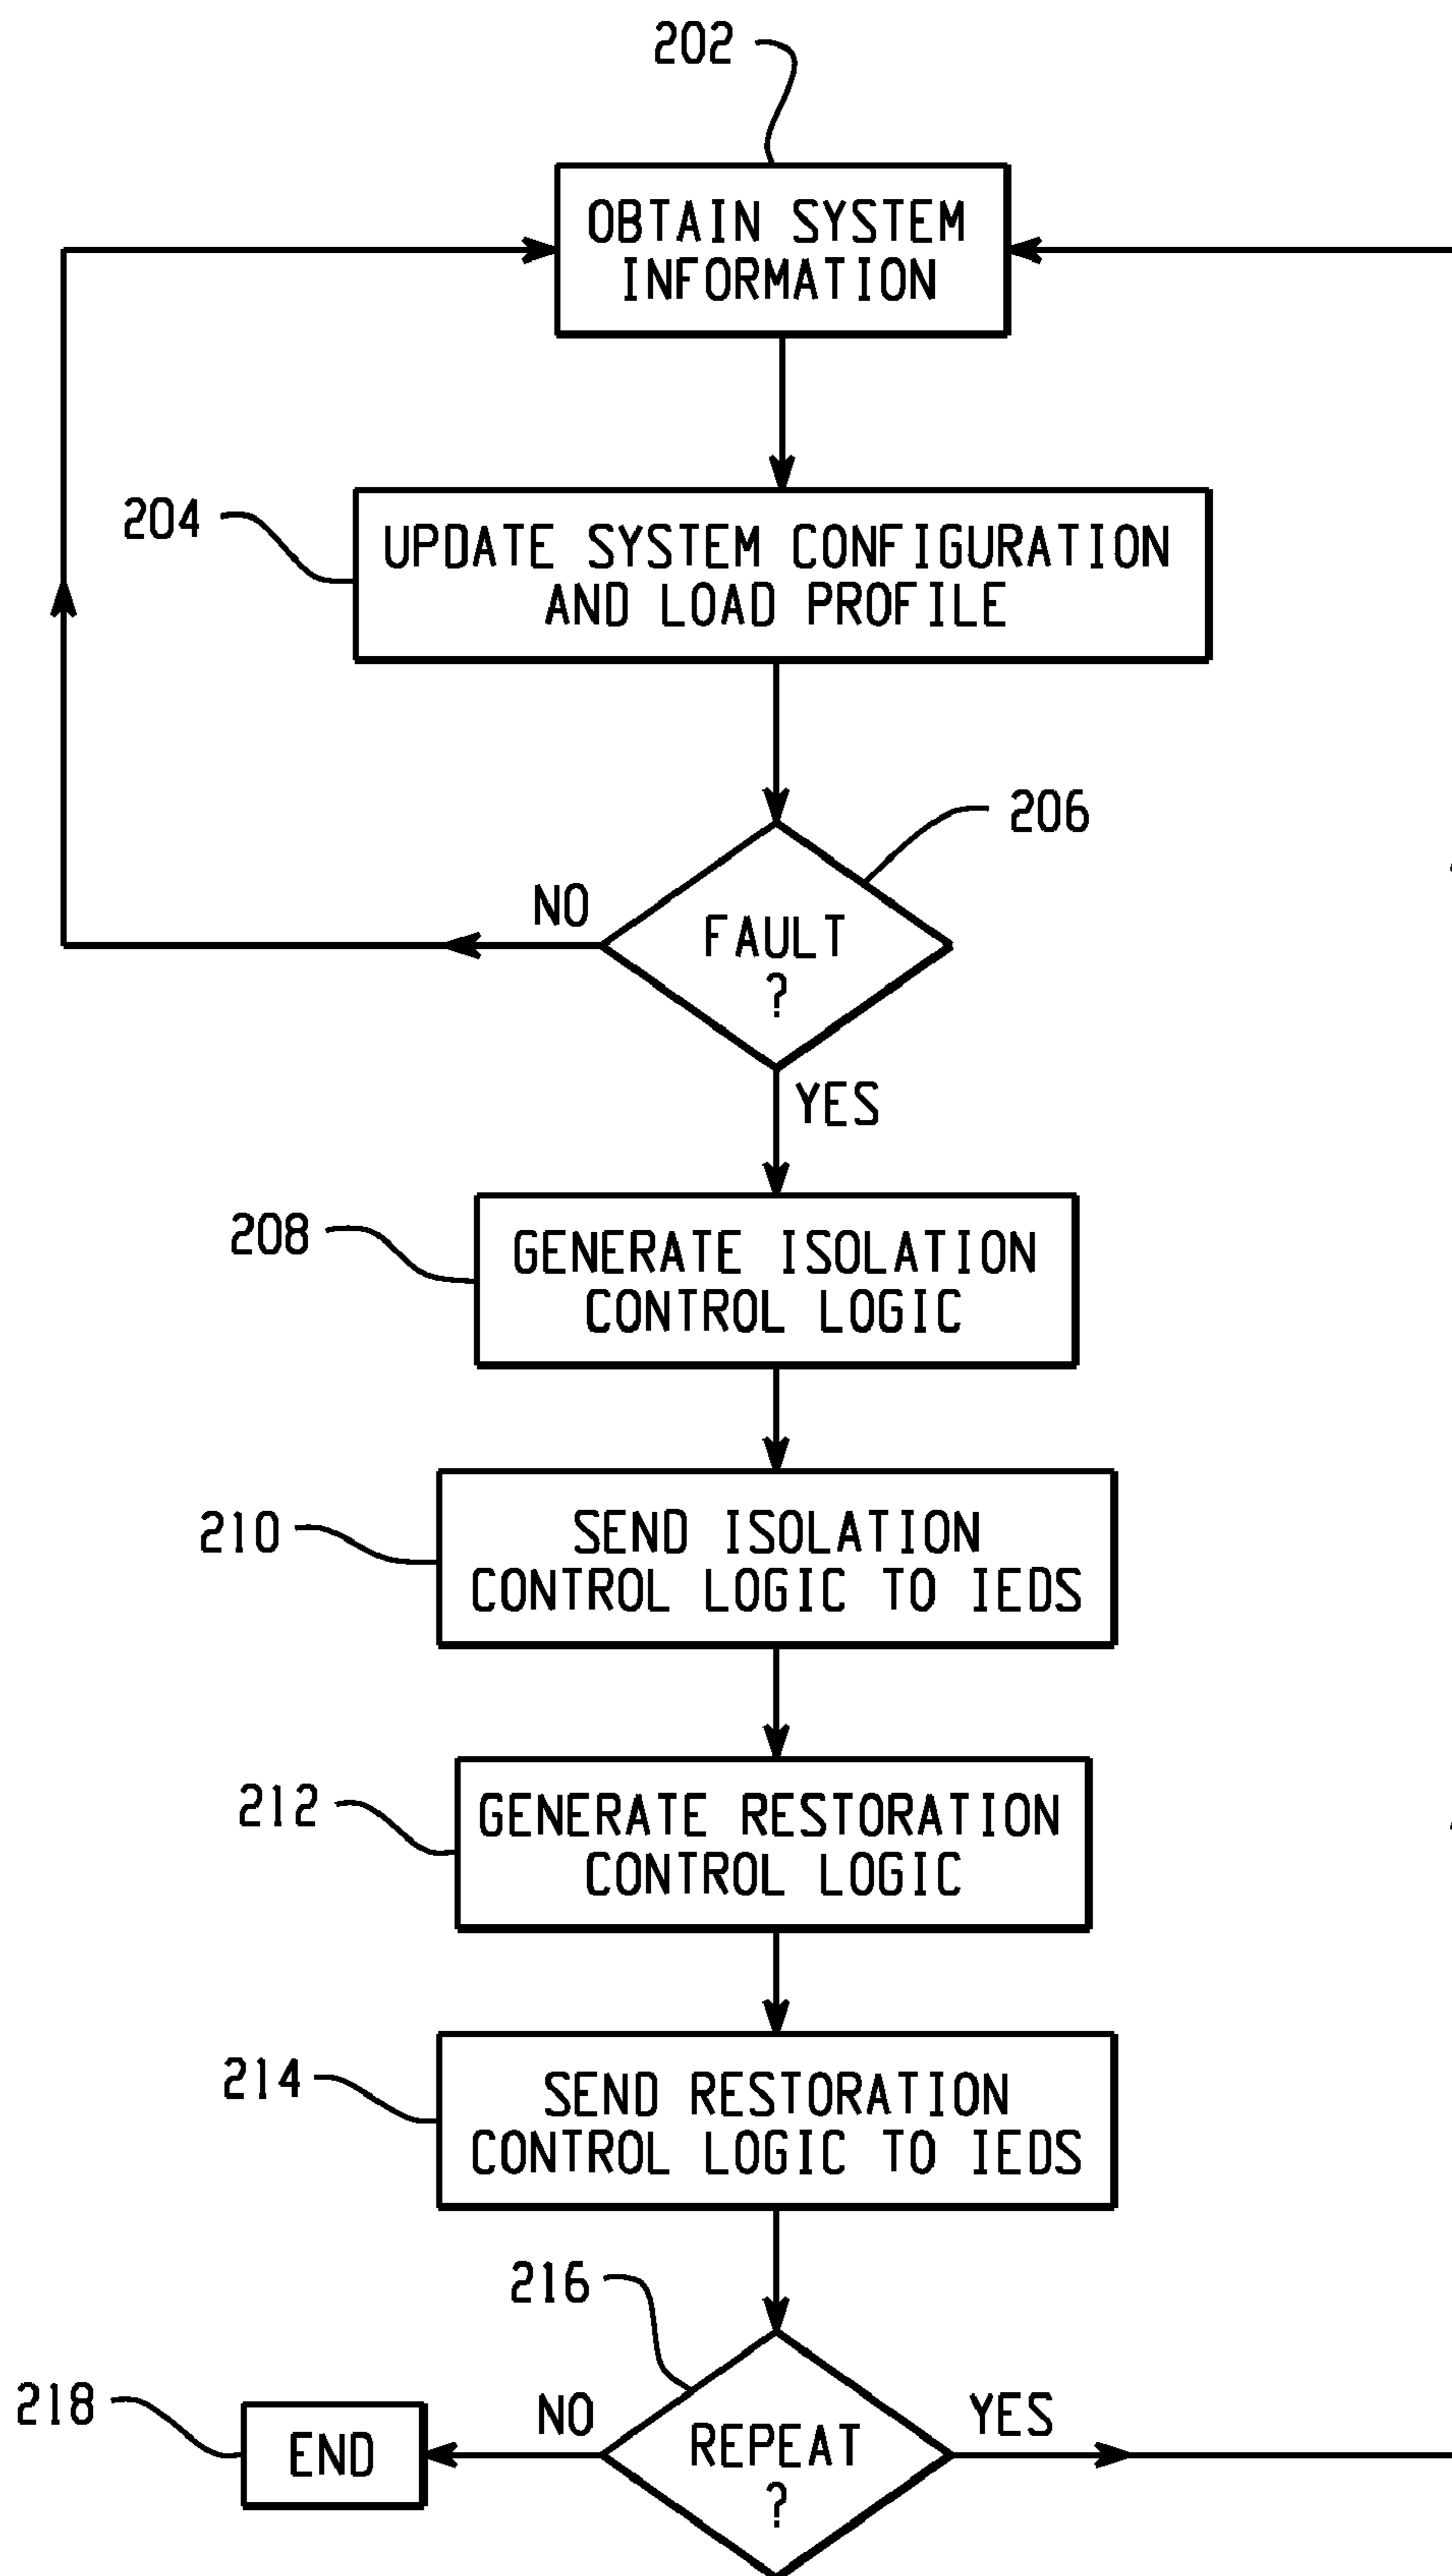 202
OBTAIN SYSTEM
INFORMATION
204
UPDATE SYSTEM CONFIGURATION
AND LOAD PROFILE
206
FAULT
?
NO
YES
208
GENERATE ISOLATION
CONTROL LOGIC
210
SEND ISOLATION
CONTROL LOGIC TO IEDS
212
GENERATE RESTORATION
CONTROL LOGIC
214
SEND RESTORATION
CONTROL LOGIC TO IEDS
216
REPEAT
?
NO
YES
218
END